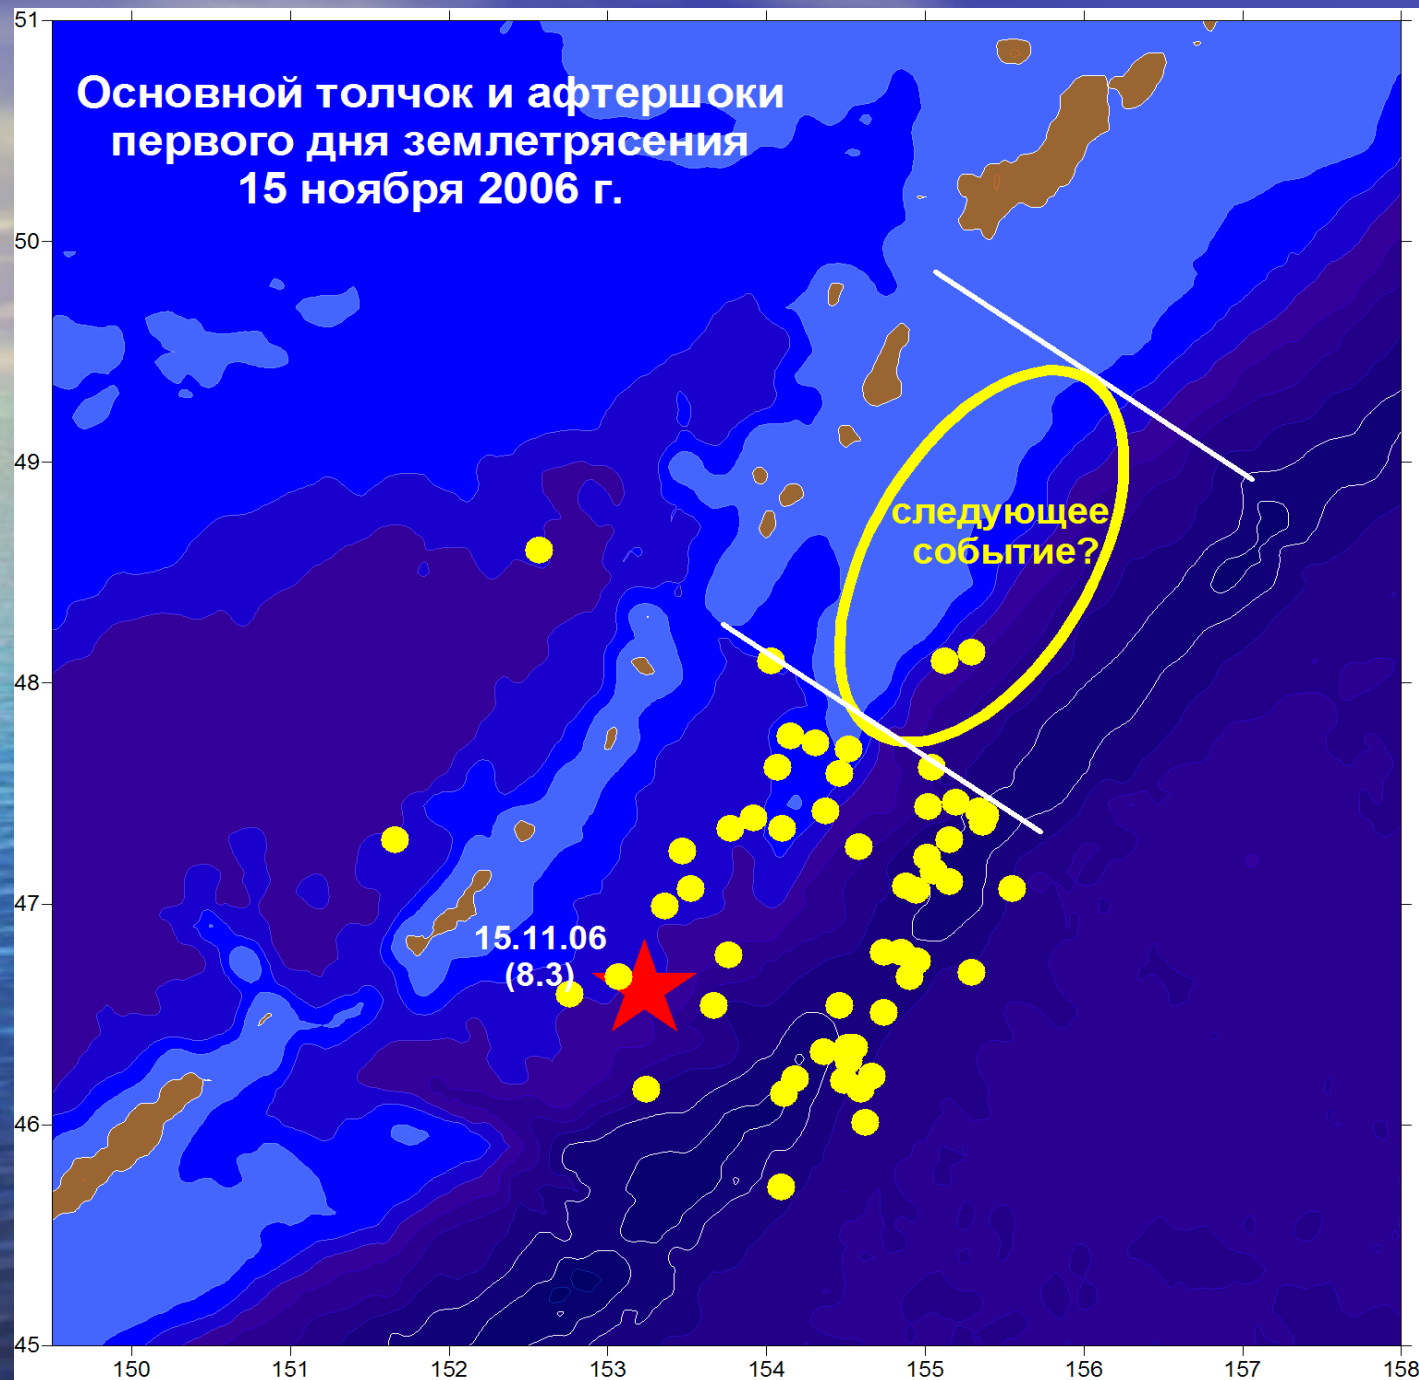 51
Основной толчок и афтершоки
первого дня землетрясения
15 ноября 2006 г.
50
49
следующее
событие?
48
47
15.11.06
(8.3)
46
45
150 151 152 153 154 155 156 157 158